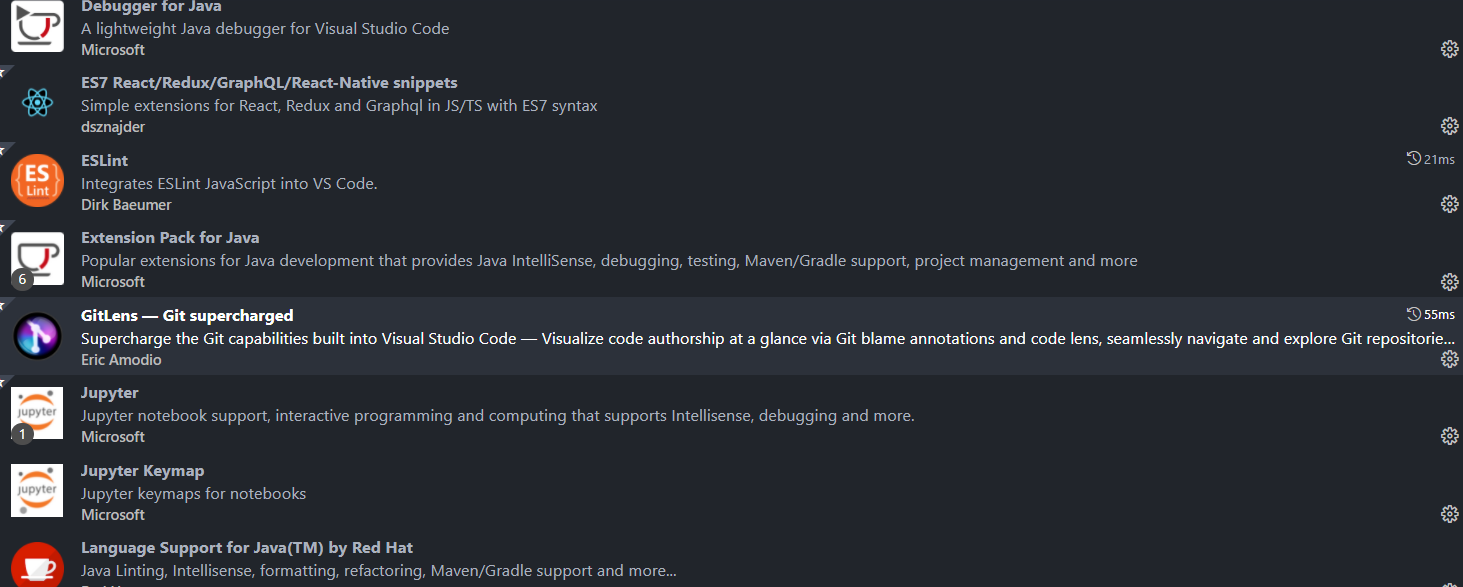 Debugger for Java
A lightweight Java debugger for Visual Studio Code
Microsoft
ES7 React/Redux/GraphQL/React-Native snippets
Simple extensions for React, Redux and Graphql in JS/TS with ES7 syntax
dsznajder
ES
Lint
ESLint
21ms
Integrates ESLint JavaScript into VS Code.
Dirk Baeumer
Extension Pack for Java
Popular extensions for Java development that provides Java IntelliSense, debugging, testing, Maven/Gradle support, project management and more
6
Microsoft
GitLens — Git supercharged
55ms
Supercharge the Git capabilities built into Visual Studio Code — Visualize code authorship at a glance via Git blame annotations and code lens, seamlessly navigate and explore Git repositorie...
Eric Amodio
Jupyter
jupyter
Jupyter notebook support, interactive programming and computing that supports Intellisense, debugging and more.
1
Microsoft
Jupyter Keymap
jupyter
Jupyter keymaps for notebooks
Microsoft
Language Support for Java(TM) by Red Hat
Java Linting, Intellisense, formatting, refactoring, Maven/Gradle support and more...